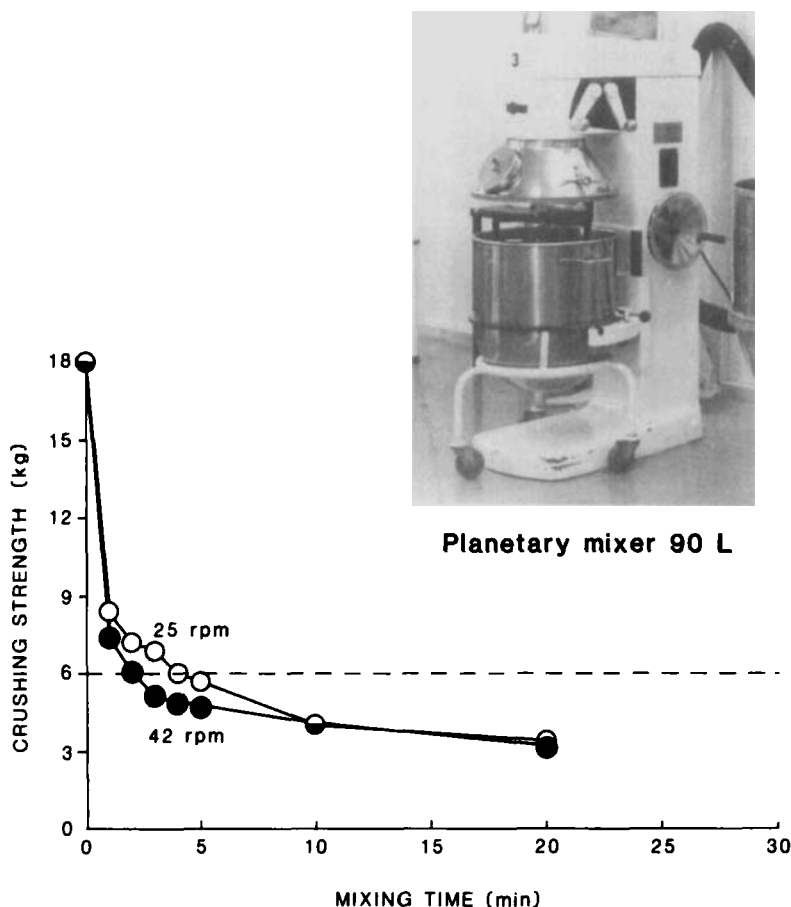 3
Planetary mixer 90 L
CRUSHING STRENGTH (kg)
18
15
12
9
6
3
0
25 rpm
42 rpm
0 5 10 15 20 25 30
MIXING TIME (min)